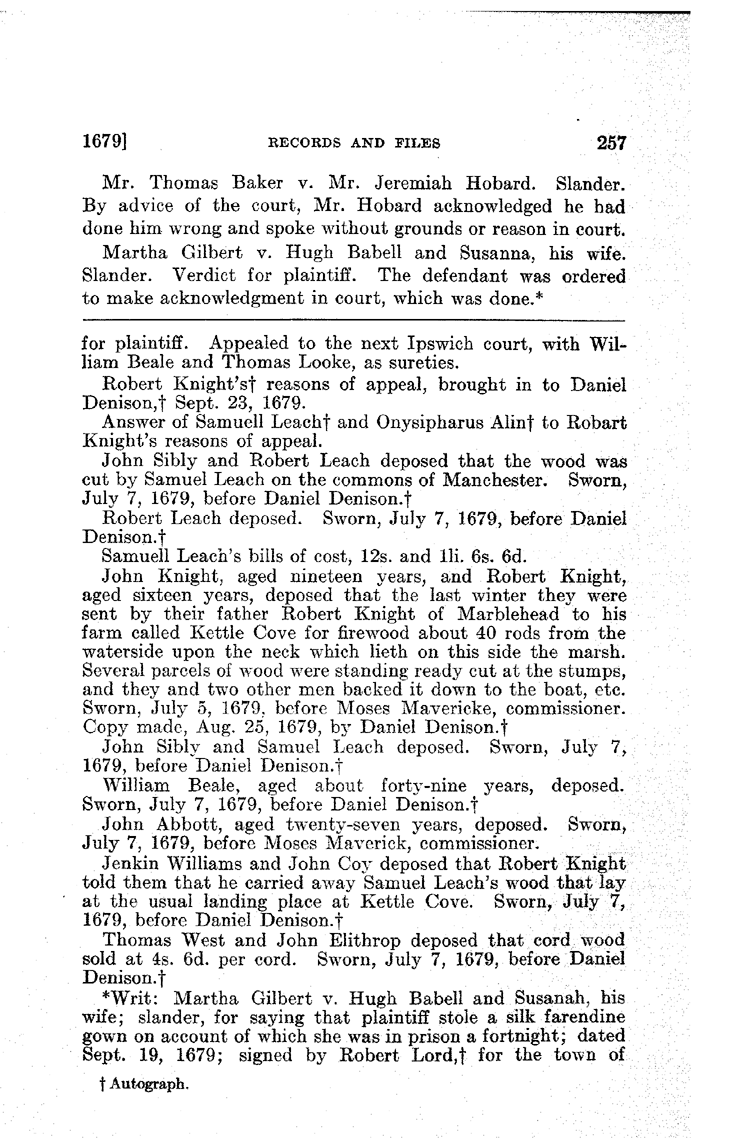 1679] RECORDS AND FILES 257
Mr. Thomas Baker v. Mr. Jeremiah Hobard. Slander.
By advice of the court, Mr. Hobard acknowledged he had
done him wrong and spoke without grounds or reason in court.
Martha Gilbert v. Hugh Babell and Susanna, his wife.
Slander. Verdict for plaintiff. The defendant was ordered
to make acknowledgment in court, which was done.*
for plaintiff. Appealed to the next Ipswich court, with Wil-
liam Beale and Thomas Looke, as sureties.
Robert Knight's† reasons of appeal, brought in to Daniel
Denison,† Sept. 23, 1679.
Answer of Samuell Leach† and Onysipharus Alin† to Robart
Knight's reasons of appeal.
John Sibly and Robert Leach deposed that the wood was
cut by Samuel Leach on the commons of Manchester. Sworn,
July 7, 1679, before Daniel Denison.†
Robert Leach deposed. Sworn, July 7, 1679, before Daniel
Denison.†
Samuell Leach's bills of cost, 12s. and 1li. 6s. 6d.
John Knight, aged nineteen years, and Robert Knight,
aged sixteen years, deposed that the last winter they were
sent by their father Robert Knight of Marblehead to his
farm called Kettle Cove for firewood about 40 rods from the
waterside upon the neck which lieth on this side the marsh.
Several parcels of wood were standing ready cut at the stumps,
and they and two other men backed it down to the boat, etc.
Sworn, July 5, 1679, before Moses Mavericke, commissioner.
Copy made, Aug. 25, 1679, by Daniel Denison.†
John Sibly and Samuel Leach deposed. Sworn, July 7,
1679, before Daniel Denison.†
William Beale, aged about forty-nine years, deposed.
Sworn, July 7, 1679, before Daniel Denison.†
John Abbott, aged twenty-seven years, deposed. Sworn,
July 7, 1679, before Moses Maverick, commissioner.
Jenkin Williams and John Coy deposed that Robert Knight
told them that he carried away Samuel Leach's wood that lay
at the usual landing place at Kettle Cove. Sworn, July 7,
1679, before Daniel Denison.†
Thomas West and John Elithrop deposed that cord wood
sold at 4s. 6d. per cord. Sworn, July 7, 1679, before Daniel
Denison.†
*Writ: Martha Gilbert v. Hugh Babell and Susanah, his
wife; slander, for saying that plaintiff stole a silk farendine
gown on account of which she was in prison a fortnight; dated
Sept. 19, 1679; signed by Robert Lord,† for the town of
† Autograph.